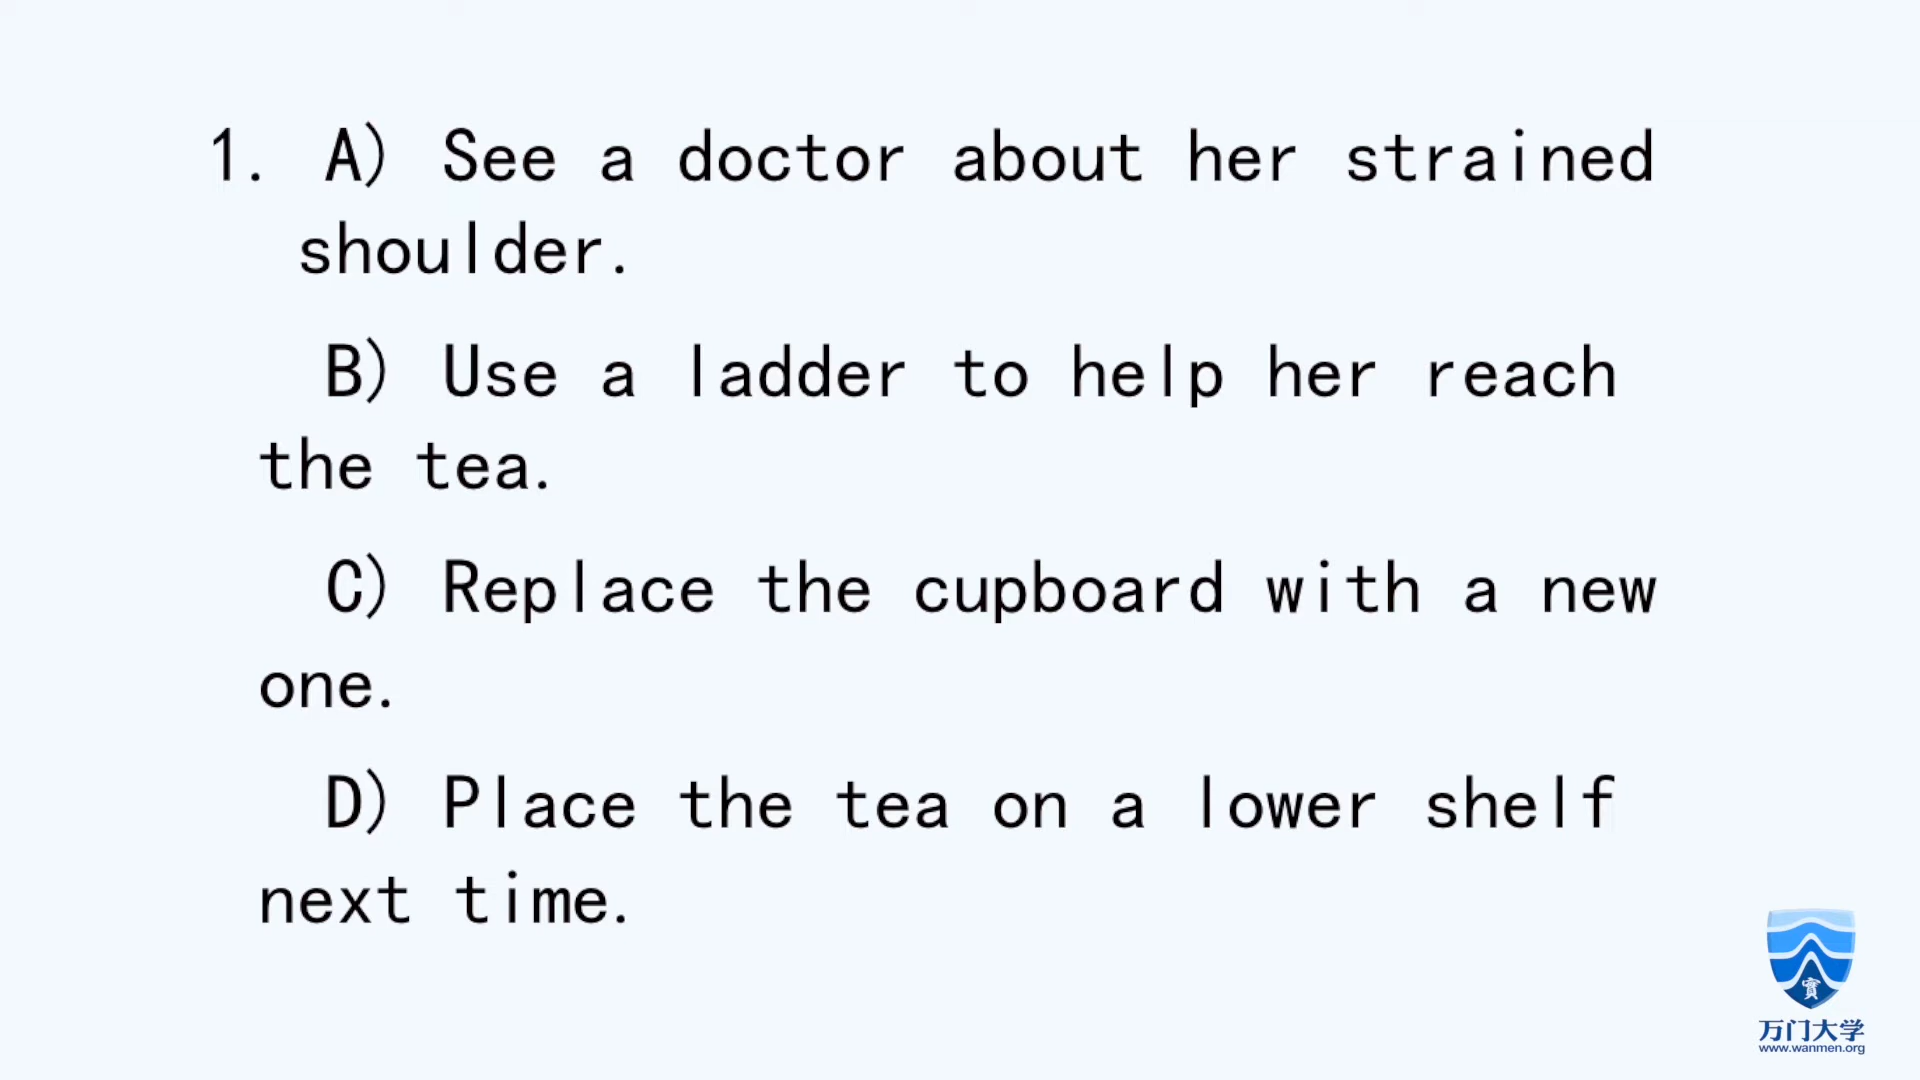 1. A) See a doctor about her strained
shoulder.
B) Use a ladder to help her reach
the tea.
C) Replace the cupboard with a new
one.
D) Place the tea on a lower shelf
next time.
實
万门大学
www.wanmen.org